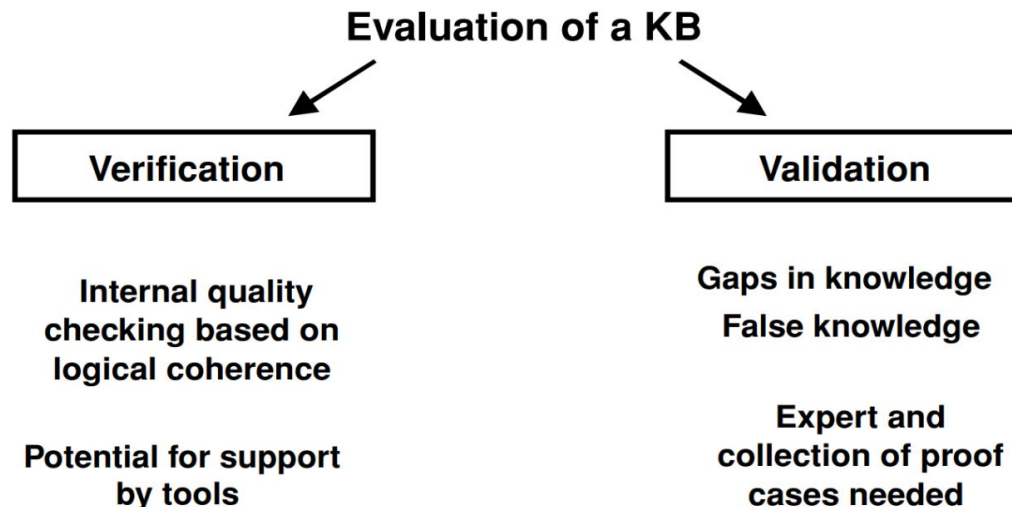 Evaluation of a KB
Verification
Validation
Internal quality
checking based on
logical coherence
Potential for support
by tools
Gaps in knowledge
False knowledge
Expert and
collection of proof
cases needed